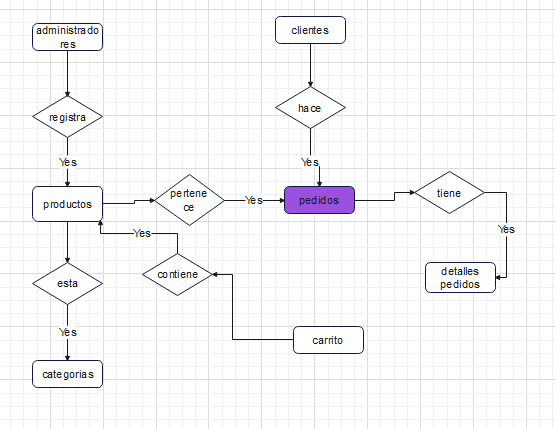 administrado
res
clientes
registra
hace
Yes
Yes
productos
pertene
ce
Yes
pedidos
tiene
Yes
Yes
esta
contiene
detalles
pedidos
Yes
carrito
categorias